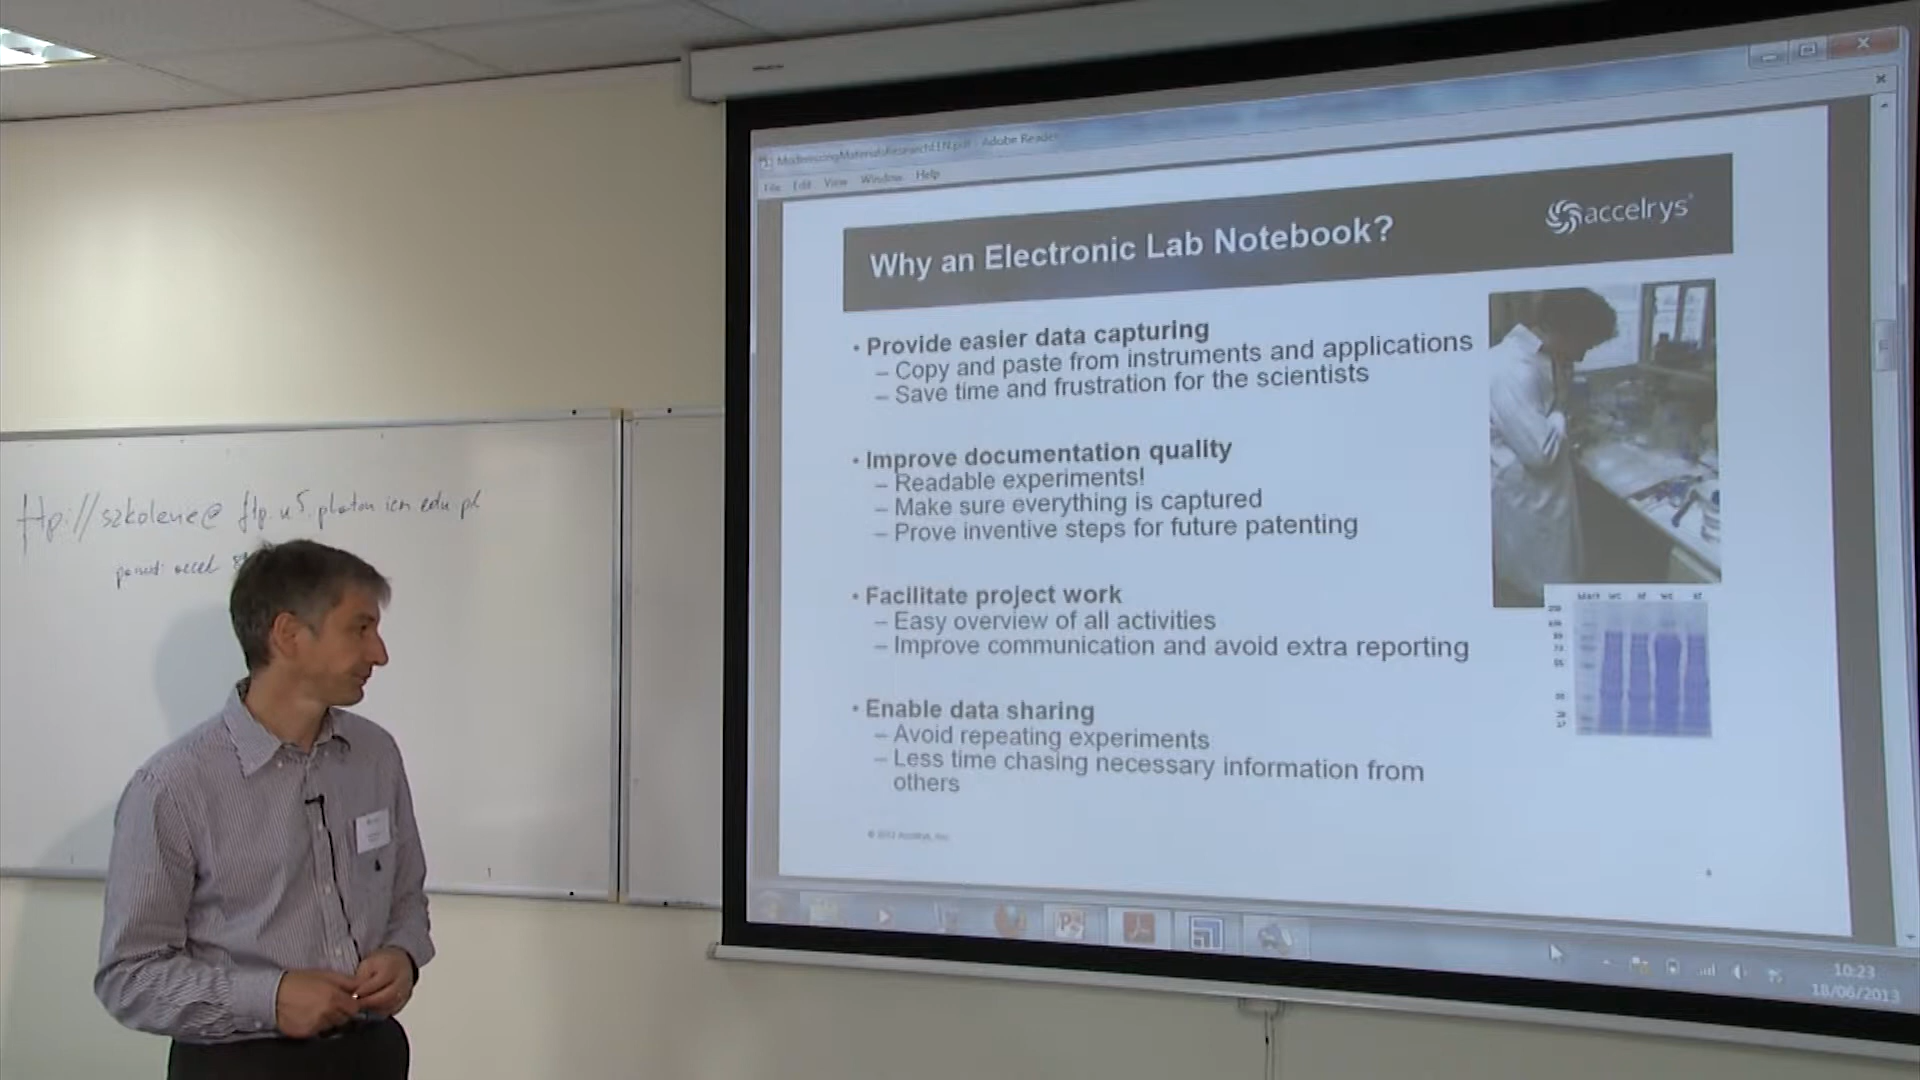 ModernizingMaterialsResearchEN.pdf - Adobe Reader
File Edit View Window Help
Why an Electronic Lab Notebook?
accelrys
• Provide easier data capturing
– Copy and paste from instruments and applications
– Save time and frustration for the scientists
• Improve documentation quality
– Readable experiments!
– Make sure everything is captured
– Prove inventive steps for future patenting
• Facilitate project work
– Easy overview of all activities
– Improve communication and avoid extra reporting
• Enable data sharing
– Avoid repeating experiments
– Less time chasing necessary information from
others
10:23
18/06/2013
ftp://szkolenie@ ftp.u5.platon.icm.edu.pl
accel